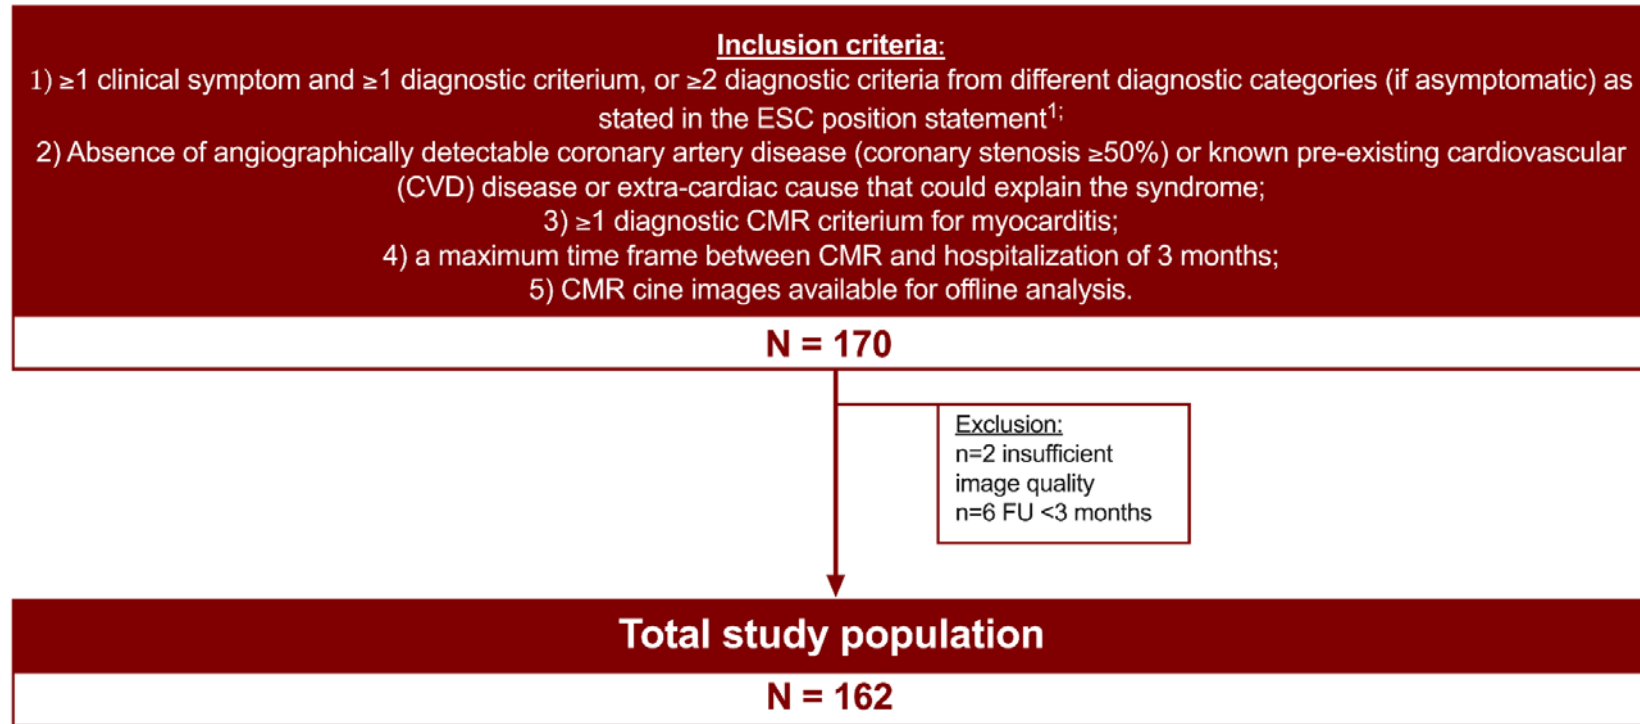 Inclusion criteria:
1) ≥1 clinical symptom and ≥1 diagnostic criterium, or ≥2 diagnostic criteria from different diagnostic categories (if asymptomatic) as
stated in the ESC position statement¹;
2) Absence of angiographically detectable coronary artery disease (coronary stenosis ≥50%) or known pre-existing cardiovascular
(CVD) disease or extra-cardiac cause that could explain the syndrome;
3) ≥1 diagnostic CMR criterium for myocarditis;
4) a maximum time frame between CMR and hospitalization of 3 months;
5) CMR cine images available for offline analysis.
N = 170
Exclusion:
n=2 insufficient
image quality
n=6 FU <3 months
Total study population
N = 162